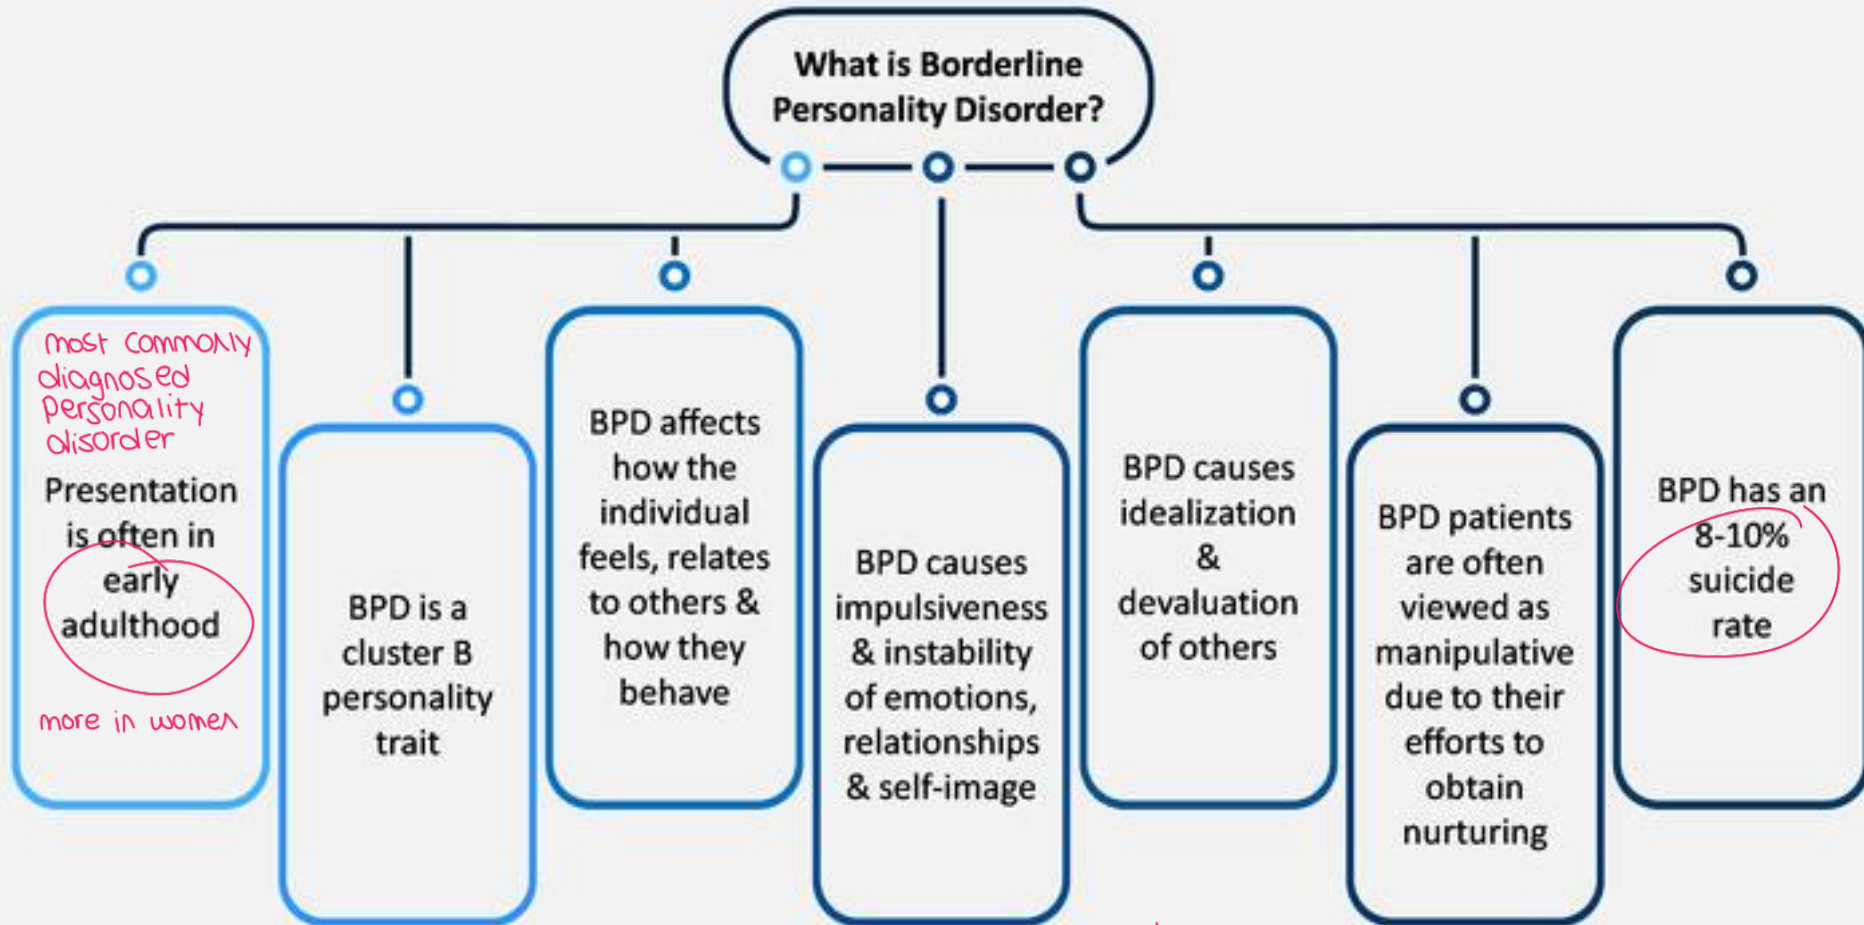 What is Borderline
Personality Disorder?
most commonly
diagnosed
personality
disorder
Presentation
is often in
early
adulthood
more in women
BPD is a
cluster B
personality
trait
BPD affects
how the
individual
feels, relates
to others &
how they
behave
BPD causes
impulsiveness
& instability
of emotions,
relationships
& self-image
BPD causes
idealization
&
devaluation
of others
BPD patients
are often
viewed as
manipulative
due to their
efforts to
obtain
nurturing
BPD has an
8-10%
suicide
rate